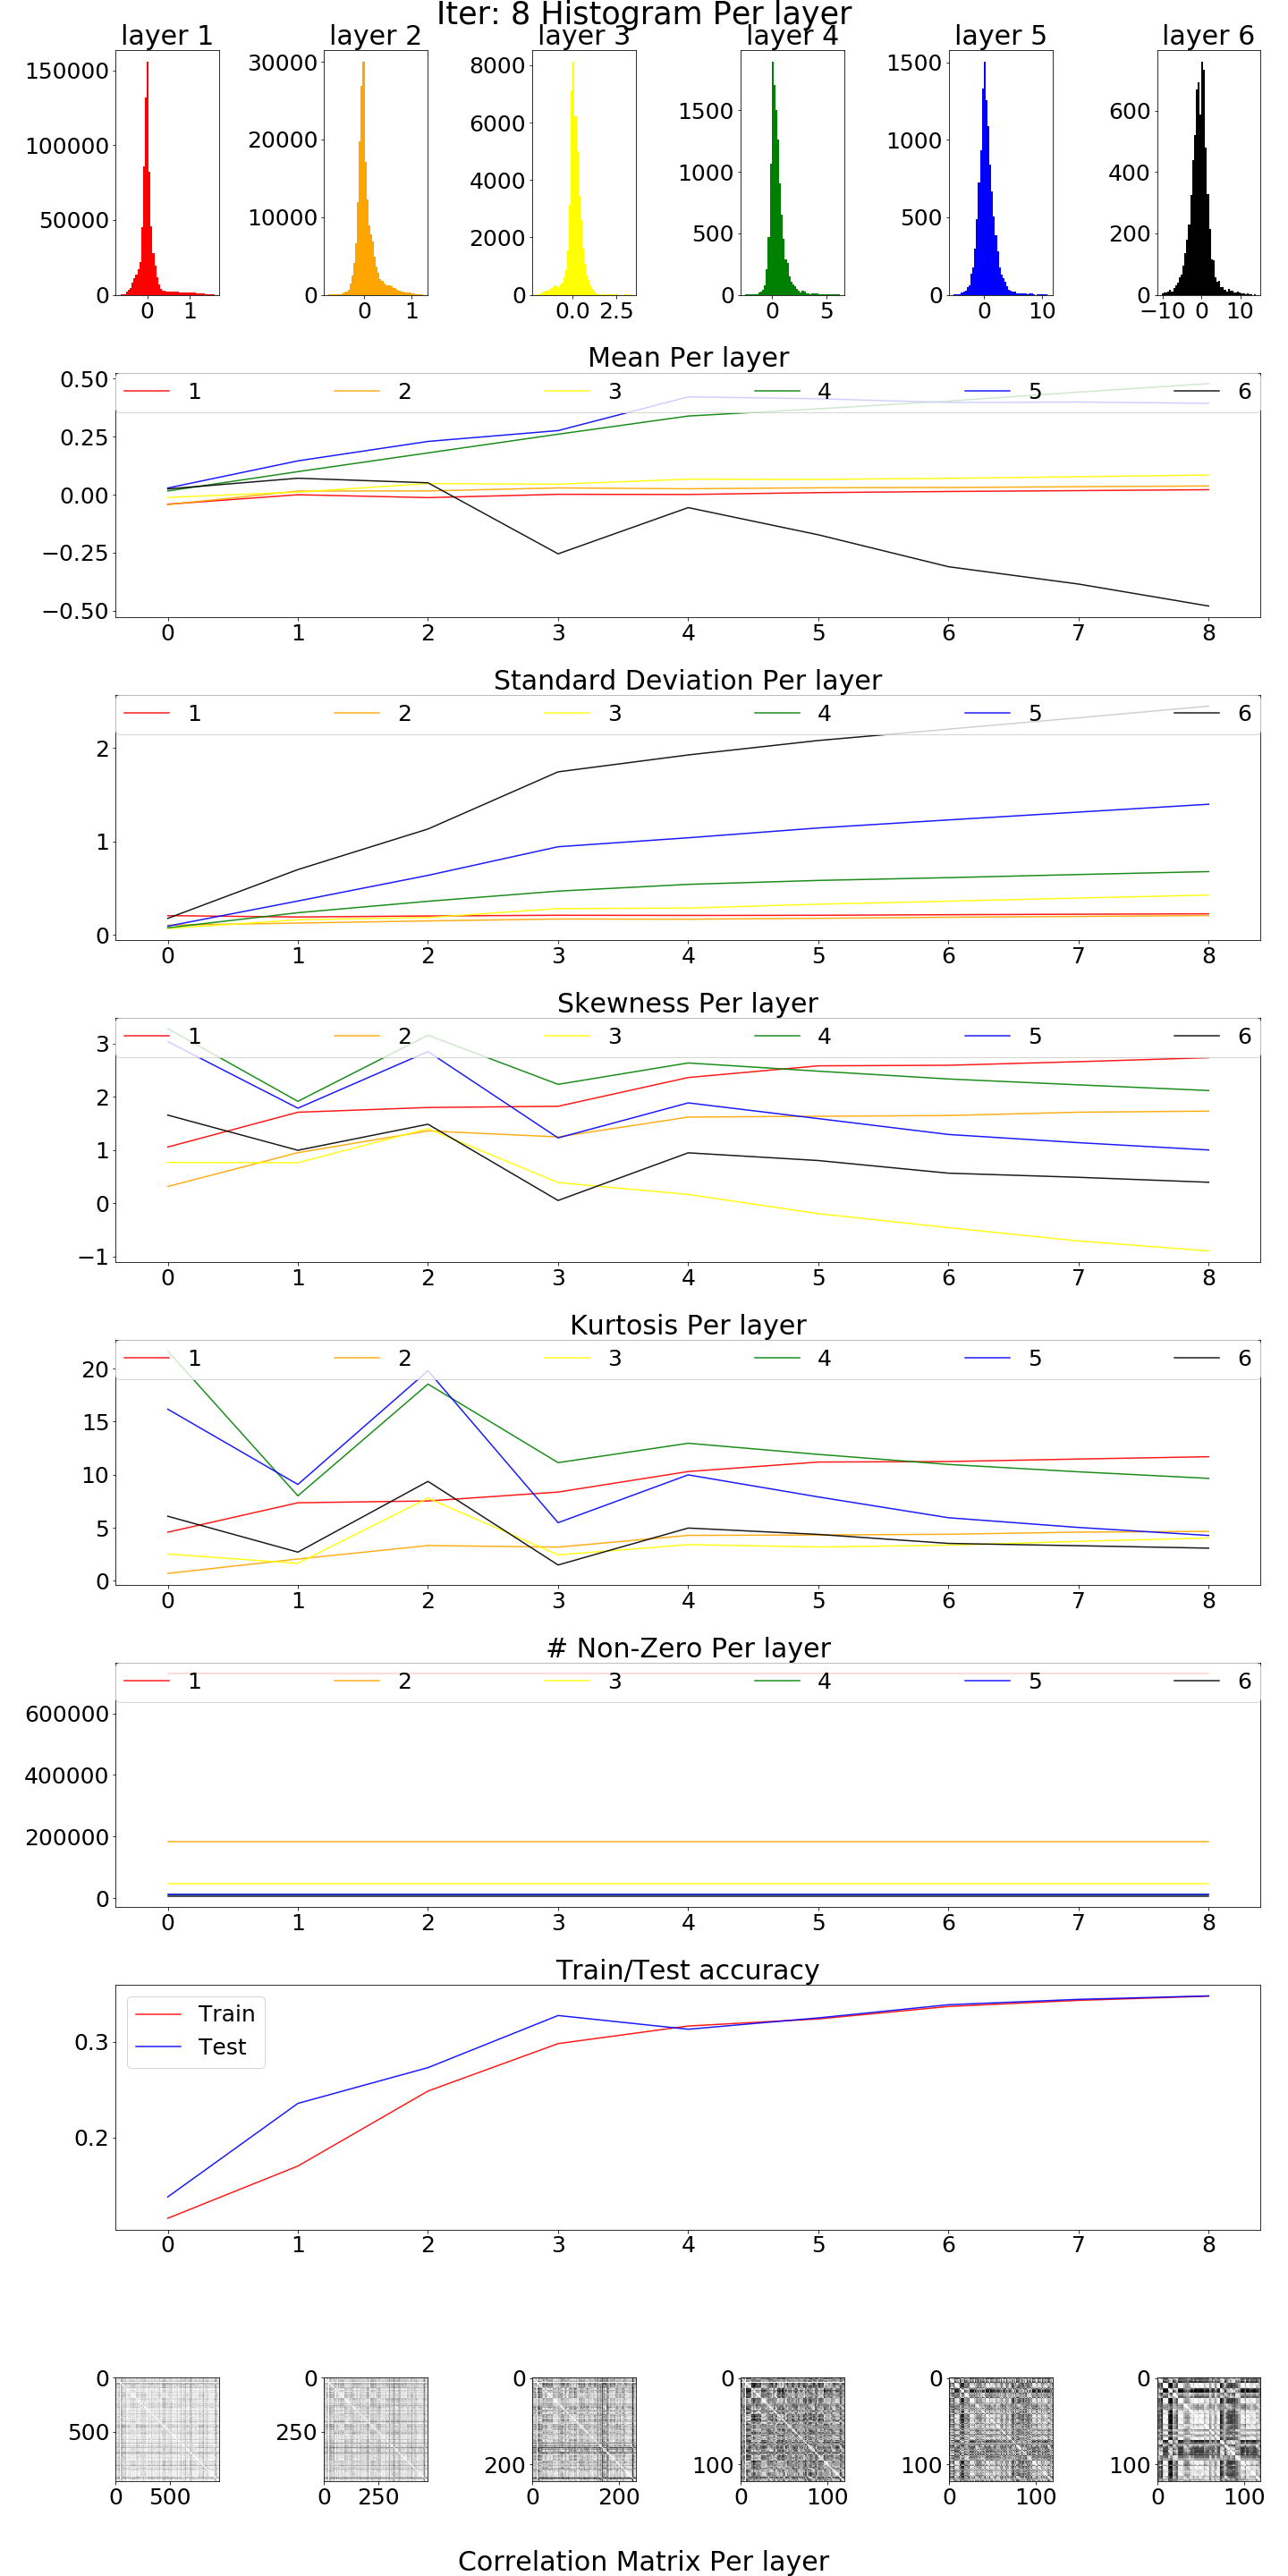 Iter: 8 Histogram Per layer
layer 1 layer 2 layer 3 layer 4 layer 5 layer 6
150000 100000 50000 0
0 1
30000 20000 10000 0
0 1
8000 6000 4000 2000 0
0.0 2.5
1500 1000 500 0
0 5
1500 1000 500 0
0 10
600 400 200 0
−10 0 10
Mean Per layer
1 2 3 4 5 6
0.50
0.25
0.00
−0.25
−0.50
0 1 2 3 4 5 6 7 8
Standard Deviation Per layer
1 2 3 4 5 6
2
1
0
0 1 2 3 4 5 6 7 8
Skewness Per layer
1 2 3 4 5 6
3
2
1
0
−1
0 1 2 3 4 5 6 7 8
Kurtosis Per layer
1 2 3 4 5 6
20
15
10
5
0
0 1 2 3 4 5 6 7 8
# Non-Zero Per layer
1 2 3 4 5 6
600000
400000
200000
0
0 1 2 3 4 5 6 7 8
Train/Test accuracy
Train
Test
0.3
0.2
0 1 2 3 4 5 6 7 8
0 500
0 500
0 250
0 250
0 200
0 200
0 100
0 100
0 100
0 100
0 100
0 100
Correlation Matrix Per layer